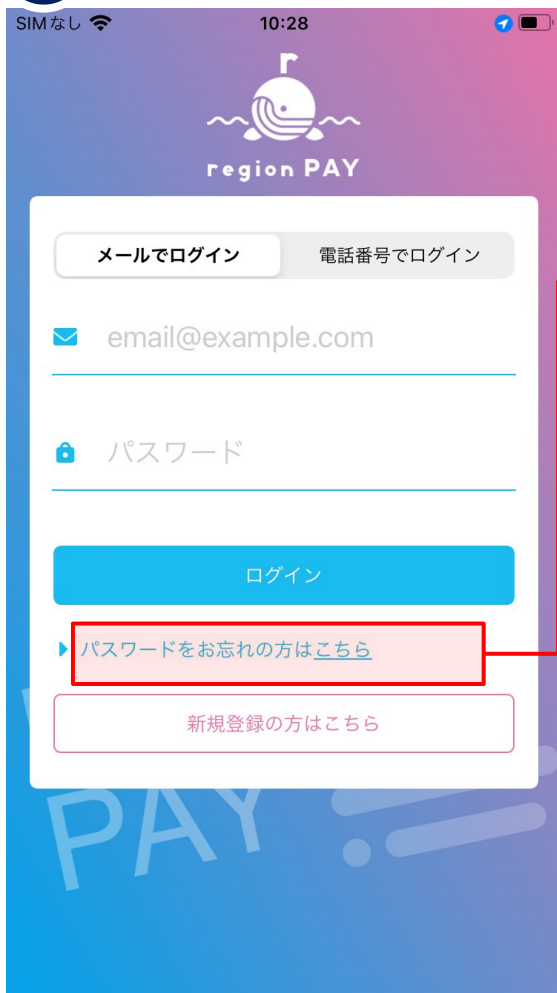 SIMなし 10:28
r
region PAY
メールでログイン 電話番号でログイン
email@example.com
パスワード
ログイン
パスワードをお忘れの方はこちら
新規登録の方はこちら
PAY